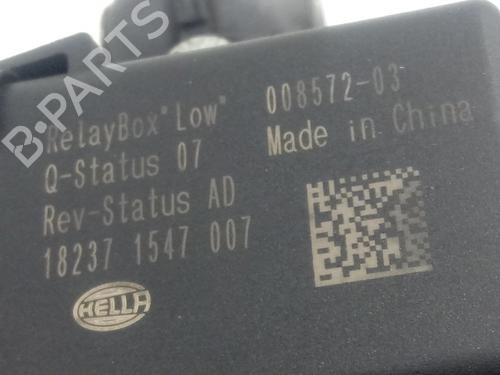 B-PARTS
RelayBox"Low"
008572-03
Q-Status 07
Made in China
Rev-Status AD
18237 1547 007
HELLA